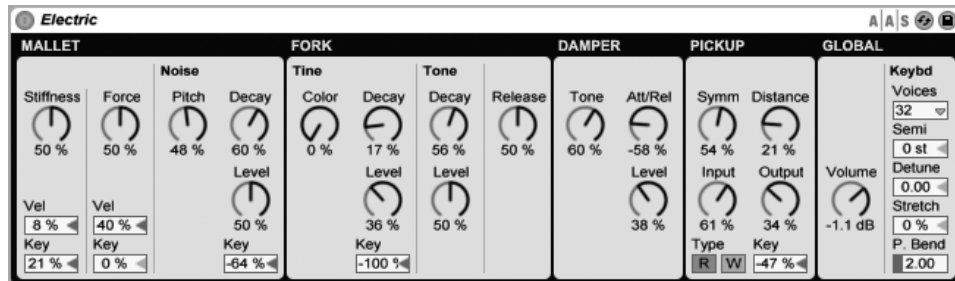 Electric A A S
MALLET FORK DAMPER PICKUP GLOBAL
Noise Tine Tone Keybd
Stiffness Force Pitch Decay Color Decay Decay Release Tone Att/Rel Symm Distance Voices
32
50 % 50 % 48 % 60 % 0 % 17 % 56 % 50 % 60 % -58 % 54 % 21 % Semi
0 st
Level Level Level Level Input Output Volume Detune
0.00
Vel Vel Stretch
8 % 40 % 50 % 36 % 50 % 38 % 61 % 34 % -1.1 dB 0 %
Key Key Key Key Type Key P. Bend
21 % 0 % -64 % -100 % R W -47 % 2.00